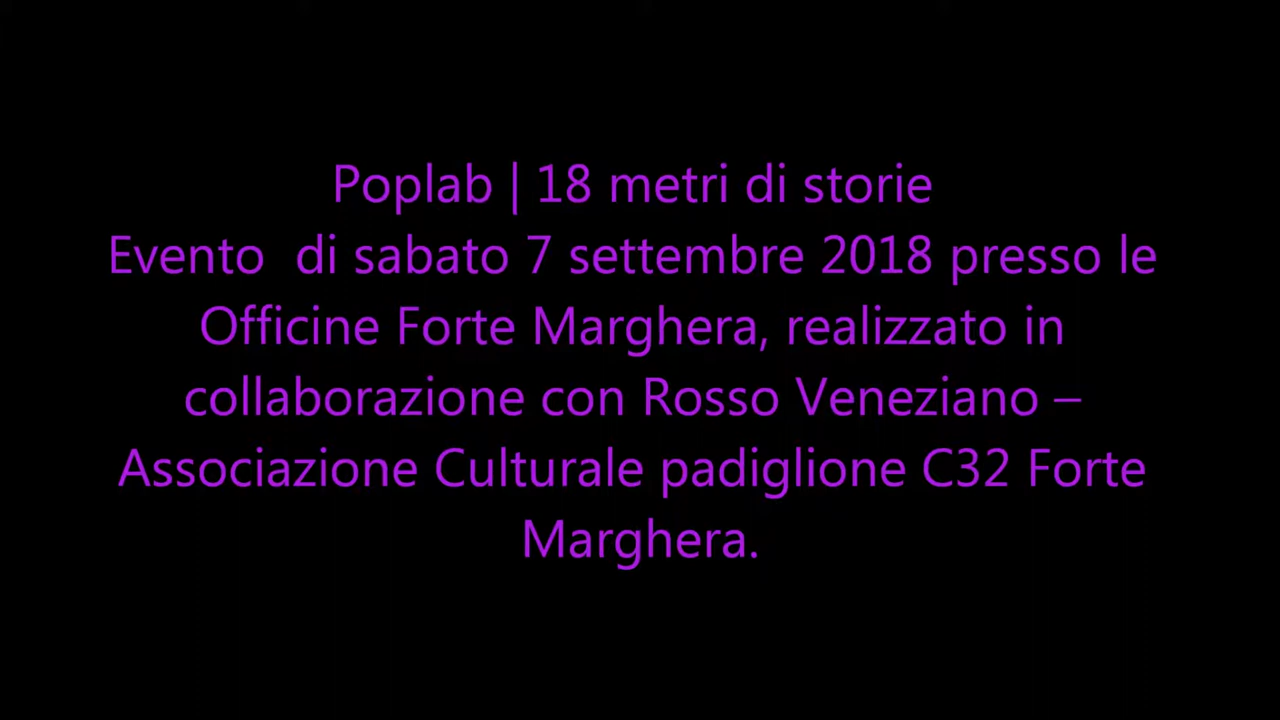 Poplab | 18 metri di storie
Evento  di sabato 7 settembre 2018 presso le
Officine Forte Marghera, realizzato in
collaborazione con Rosso Veneziano –
Associazione Culturale padiglione C32 Forte
Marghera.